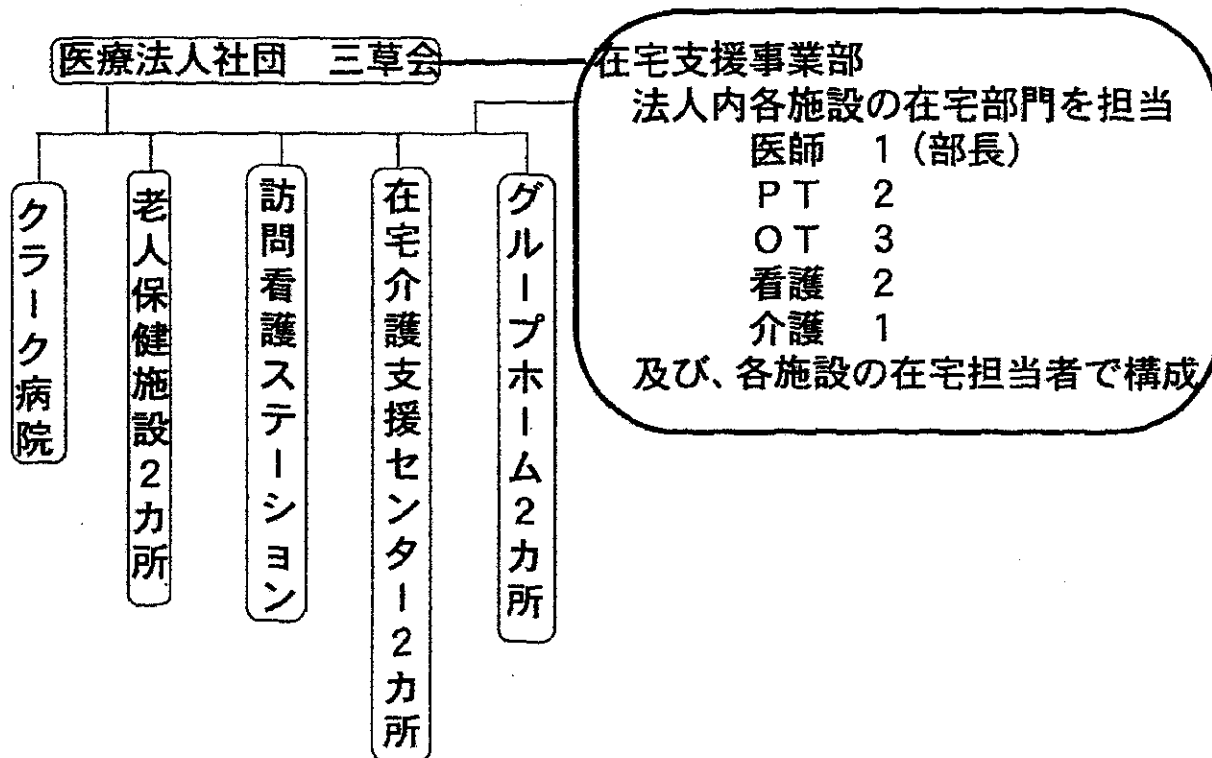 医療法人社団　三草会
在宅支援事業部
法人内各施設の在宅部門を担当
医師　1（部長）
ＰＴ　2
ＯＴ　3
看護　2
介護　1
及び、各施設の在宅担当者で構成
クラーク病院
老人保健施設2カ所
訪問看護ステーション
在宅介護支援センター2カ所
グループホーム2カ所